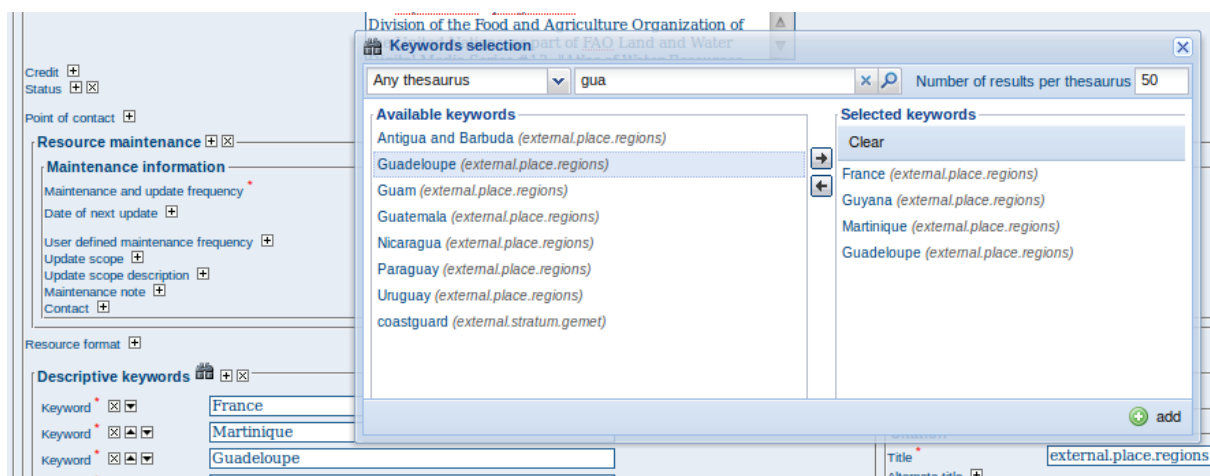 Division of the Food and Agriculture Organization of
Keywords selection
part of FAO Land and Water
Credit
Status
Any thesaurus
gua
Number of results per thesaurus 50
Point of contact
Available keywords
Selected keywords
Resource maintenance
Antigua and Barbuda (external.place.regions)
Clear
Maintenance information
Guadeloupe (external.place.regions)
France (external.place.regions)
Maintenance and update frequency *
Guam (external.place.regions)
Guyana (external.place.regions)
Date of next update
Guatemala (external.place.regions)
Martinique (external.place.regions)
User defined maintenance frequency
Nicaragua (external.place.regions)
Guadeloupe (external.place.regions)
Update scope
Update scope description
Paraguay (external.place.regions)
Maintenance note
Uruguay (external.place.regions)
Contact
coastguard (external.stratum.gemet)
Resource format
Descriptive keywords
Keyword * France
add
Keyword * Martinique
Keyword * Guadeloupe
Title * external.place.regions
Alternate title